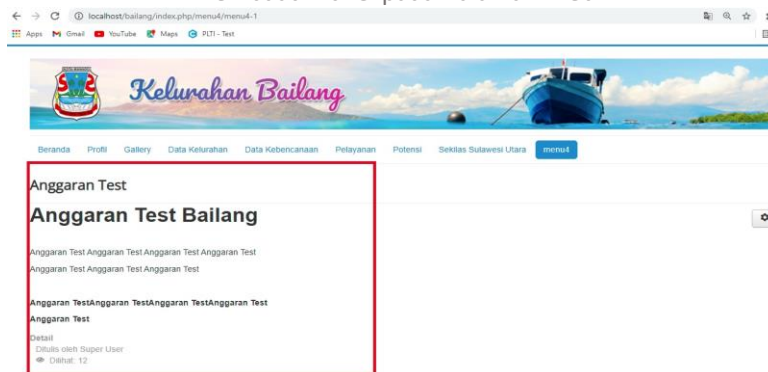 localhost/bailang/index.php/menu4/menu4-1
Apps Gmail YouTube Maps PLTI - Test
Kelurahan Bailang
Beranda Profil Gallery Data Kelurahan Data Kebencanaan Pelayanan Potensi Sekilas Sulawesi Utara menu4
Anggaran Test
Anggaran Test Bailang
Anggaran Test Anggaran Test Anggaran Test Anggaran Test
Anggaran Test Anggaran Test Anggaran Test
Anggaran TestAnggaran TestAnggaran TestAnggaran Test
Anggaran Test
Detail
Ditulis oleh Super User
Dilihat: 12